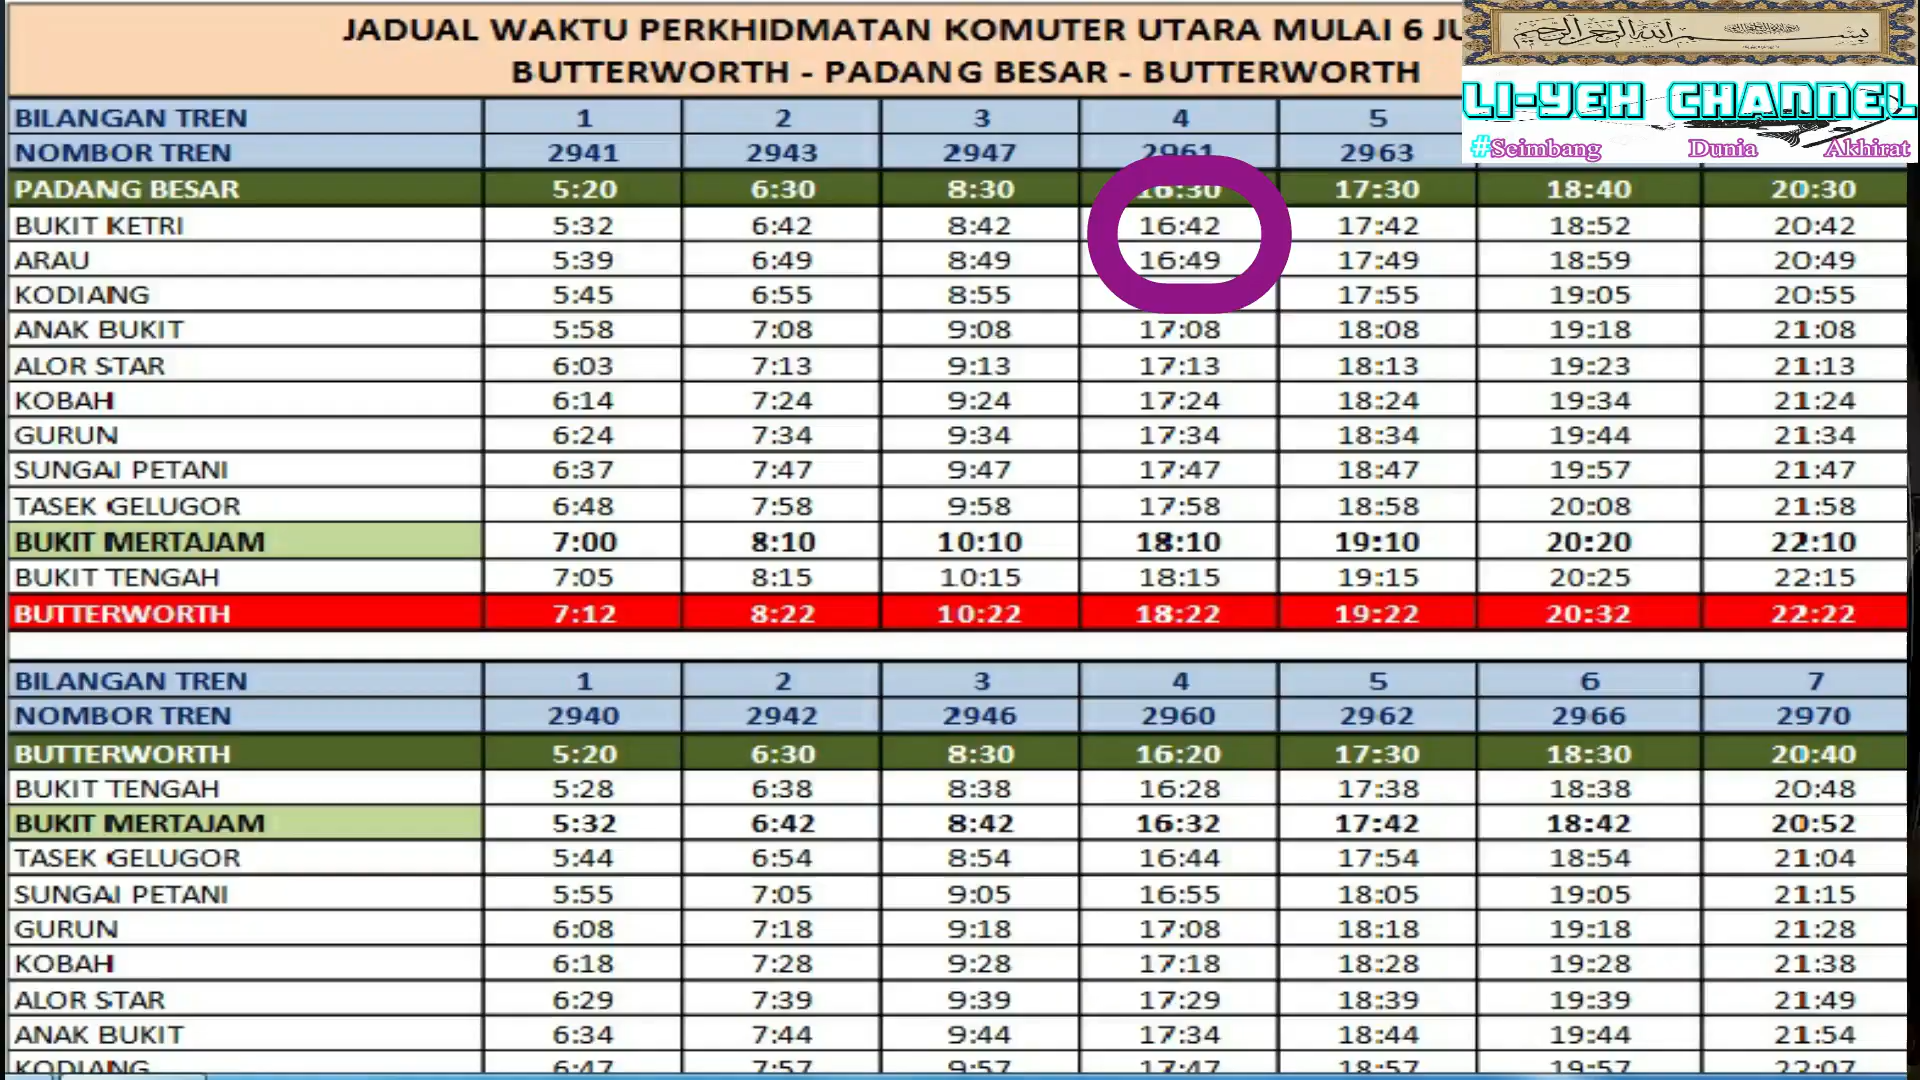 JADUAL WAKTU PERKHIDMATAN KOMUTER UTARA MULAI 6
BUTTERWORTH - PADANG BESAR - BUTTERWORTH
LI-YEH CHANNEL
#Seimbang Dunia Akhirat
BILANGAN TREN 1 2 3 4 5
NOMBOR TREN 2941 2943 2947 2961 2963
PADANG BESAR 5:20 6:30 8:30 16:30 17:30 18:40 20:30
BUKIT KETRI 5:32 6:42 8:42 16:42 17:42 18:52 20:42
ARAU 5:39 6:49 8:49 16:49 17:49 18:59 20:49
KODIANG 5:45 6:55 8:55 17:55 19:05 20:55
ANAK BUKIT 5:58 7:08 9:08 17:08 18:08 19:18 21:08
ALOR STAR 6:03 7:13 9:13 17:13 18:13 19:23 21:13
KOBAH 6:14 7:24 9:24 17:24 18:24 19:34 21:24
GURUN 6:24 7:34 9:34 17:34 18:34 19:44 21:34
SUNGAI PETANI 6:37 7:47 9:47 17:47 18:47 19:57 21:47
TASEK GELUGOR 6:48 7:58 9:58 17:58 18:58 20:08 21:58
BUKIT MERTAJAM 7:00 8:10 10:10 18:10 19:10 20:20 22:10
BUKIT TENGAH 7:05 8:15 10:15 18:15 19:15 20:25 22:15
BUTTERWORTH 7:12 8:22 10:22 18:22 19:22 20:32 22:22
BILANGAN TREN 1 2 3 4 5 6 7
NOMBOR TREN 2940 2942 2946 2960 2962 2966 2970
BUTTERWORTH 5:20 6:30 8:30 16:20 17:30 18:30 20:40
BUKIT TENGAH 5:28 6:38 8:38 16:28 17:38 18:38 20:48
BUKIT MERTAJAM 5:32 6:42 8:42 16:32 17:42 18:42 20:52
TASEK GELUGOR 5:44 6:54 8:54 16:44 17:54 18:54 21:04
SUNGAI PETANI 5:55 7:05 9:05 16:55 18:05 19:05 21:15
GURUN 6:08 7:18 9:18 17:08 18:18 19:18 21:28
KOBAH 6:18 7:28 9:28 17:18 18:28 19:28 21:38
ALOR STAR 6:29 7:39 9:39 17:29 18:39 19:39 21:49
ANAK BUKIT 6:34 7:44 9:44 17:34 18:44 19:44 21:54
KODIANG 6:47 7:57 9:57 17:47 18:57 19:57 22:07